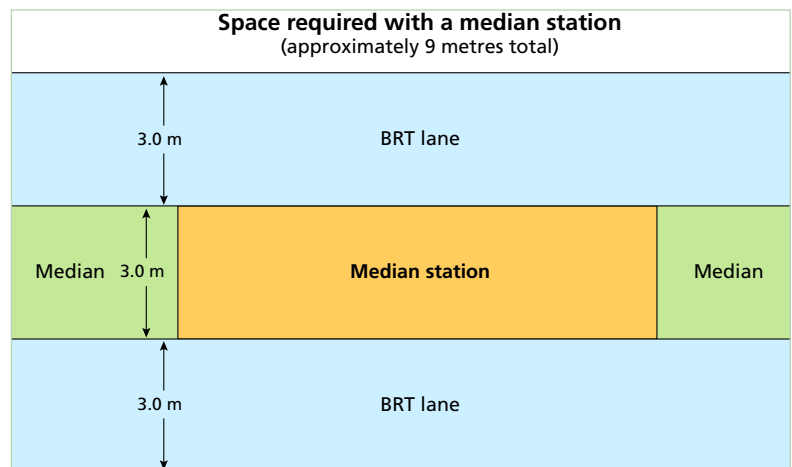 Space required with a median station
(approximately 9 metres total)
3.0 m
BRT lane
Median
3.0 m
Median station
Median
3.0 m
BRT lane